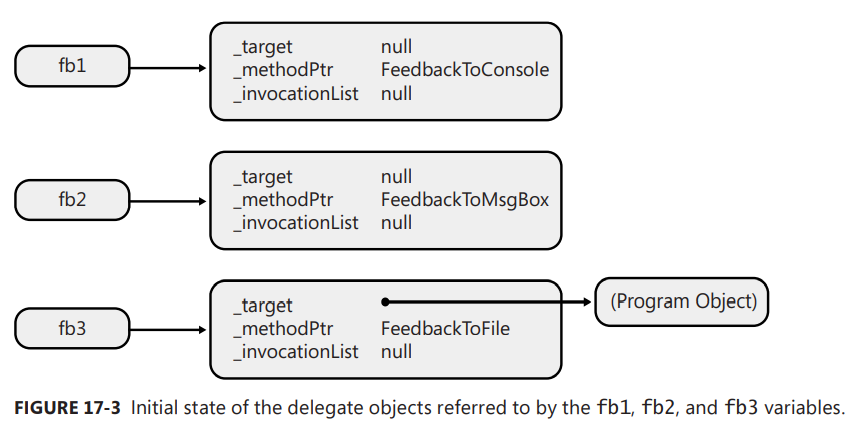 fb1
_target null
_methodPtr FeedbackToConsole
_invocationList null
fb2
_target null
_methodPtr FeedbackToMsgBox
_invocationList null
fb3
_target
_methodPtr FeedbackToFile
_invocationList null
(Program Object)
FIGURE 17-3 Initial state of the delegate objects referred to by the fb1, fb2, and fb3 variables.